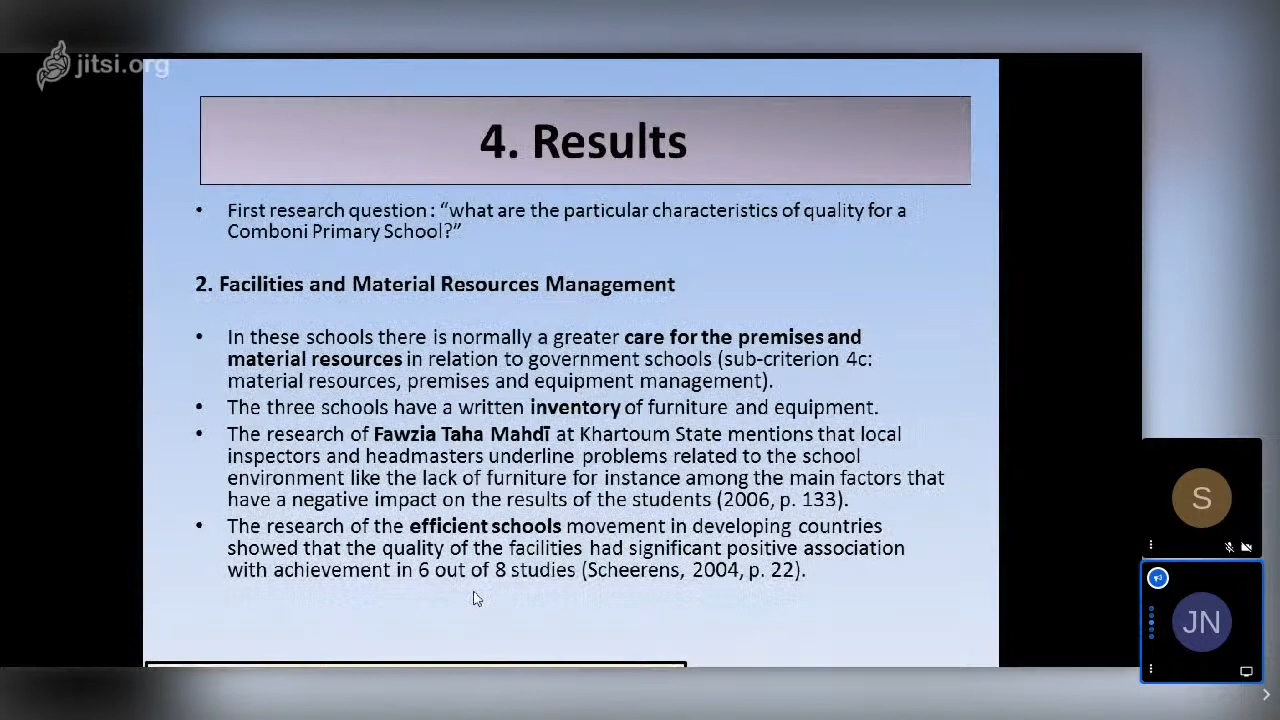 jitsi.org
4. Results
• First research question : “what are the particular characteristics of quality for a
Comboni Primary School?”
2. Facilities and Material Resources Management
• In these schools there is normally a greater care for the premises and
material resources in relation to government schools (sub-criterion 4c:
material resources, premises and equipment management).
• The three schools have a written inventory of furniture and equipment.
• The research of Fawzia Taha Mahdī at Khartoum State mentions that local
inspectors and headmasters underline problems related to the school
environment like the lack of furniture for instance among the main factors that
have a negative impact on the results of the students (2006, p. 133).
• The research of the efficient schools movement in developing countries
showed that the quality of the facilities had significant positive association
with achievement in 6 out of 8 studies (Scheerens, 2004, p. 22).
S
JN